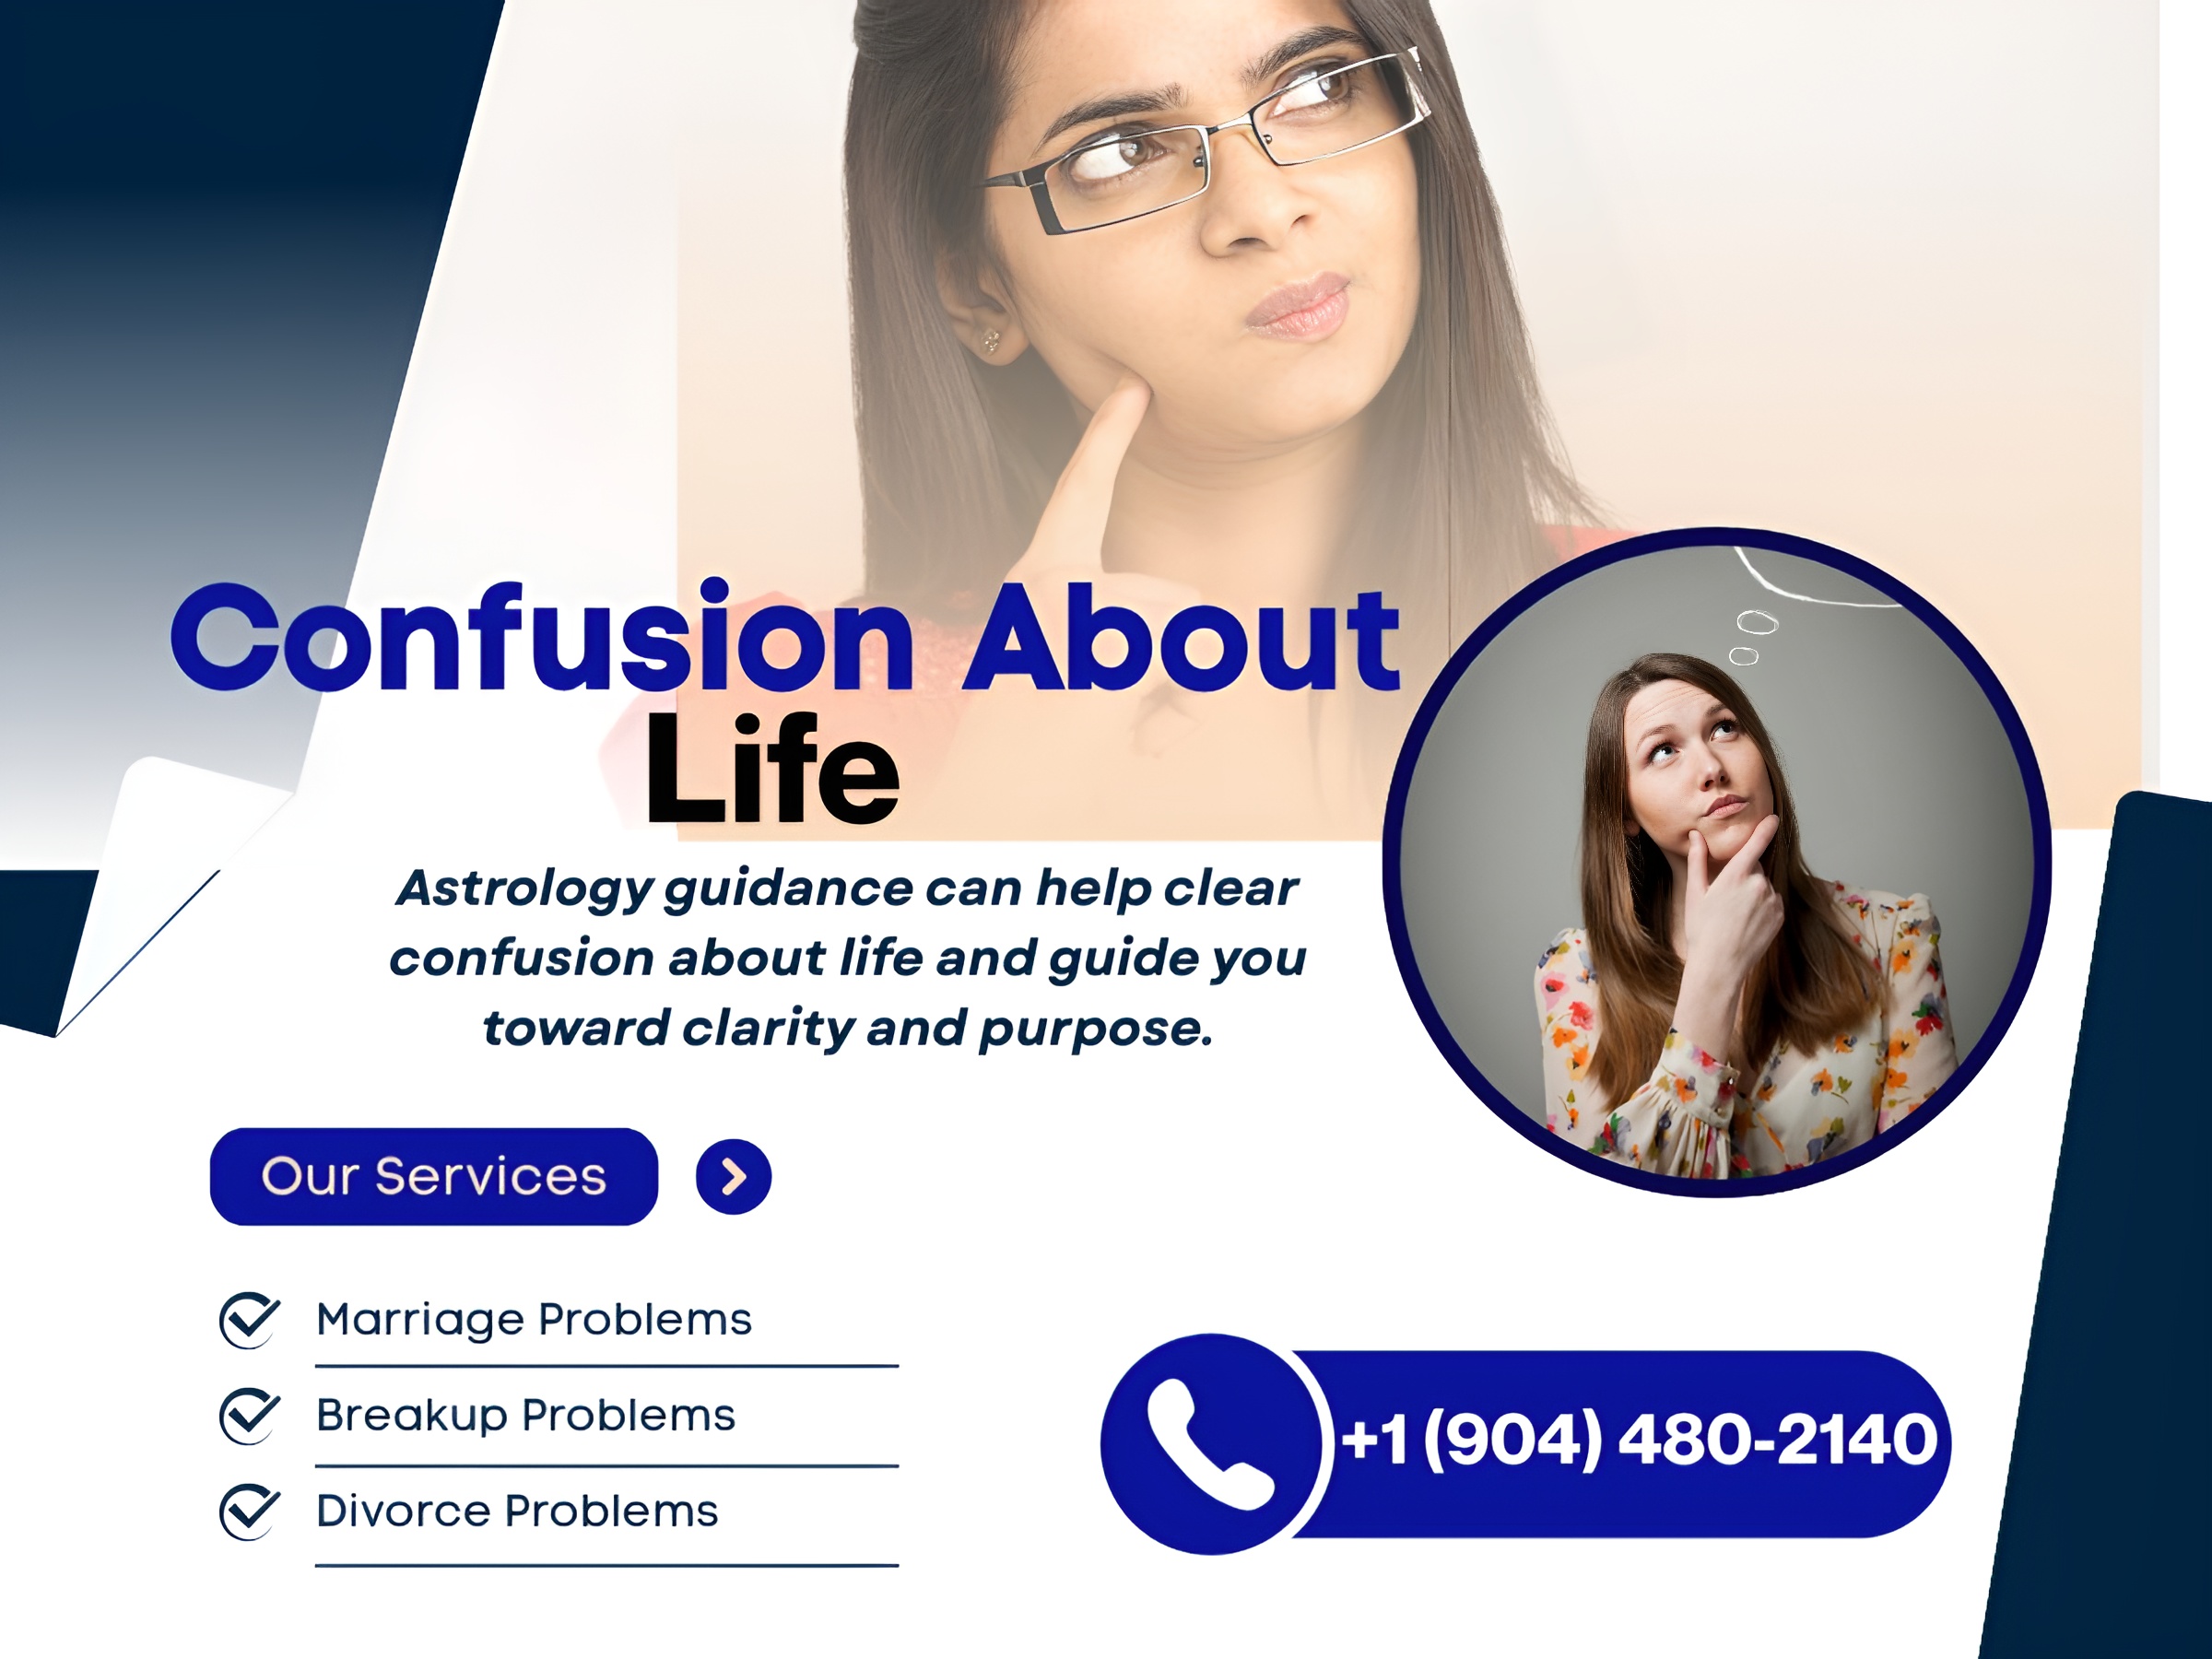 Confusion About
Life
Astrology guidance can help clear
confusion about life and guide you
toward clarity and purpose.
Our Services
Marriage Problems
Breakup Problems
Divorce Problems
+1 (904) 480-2140